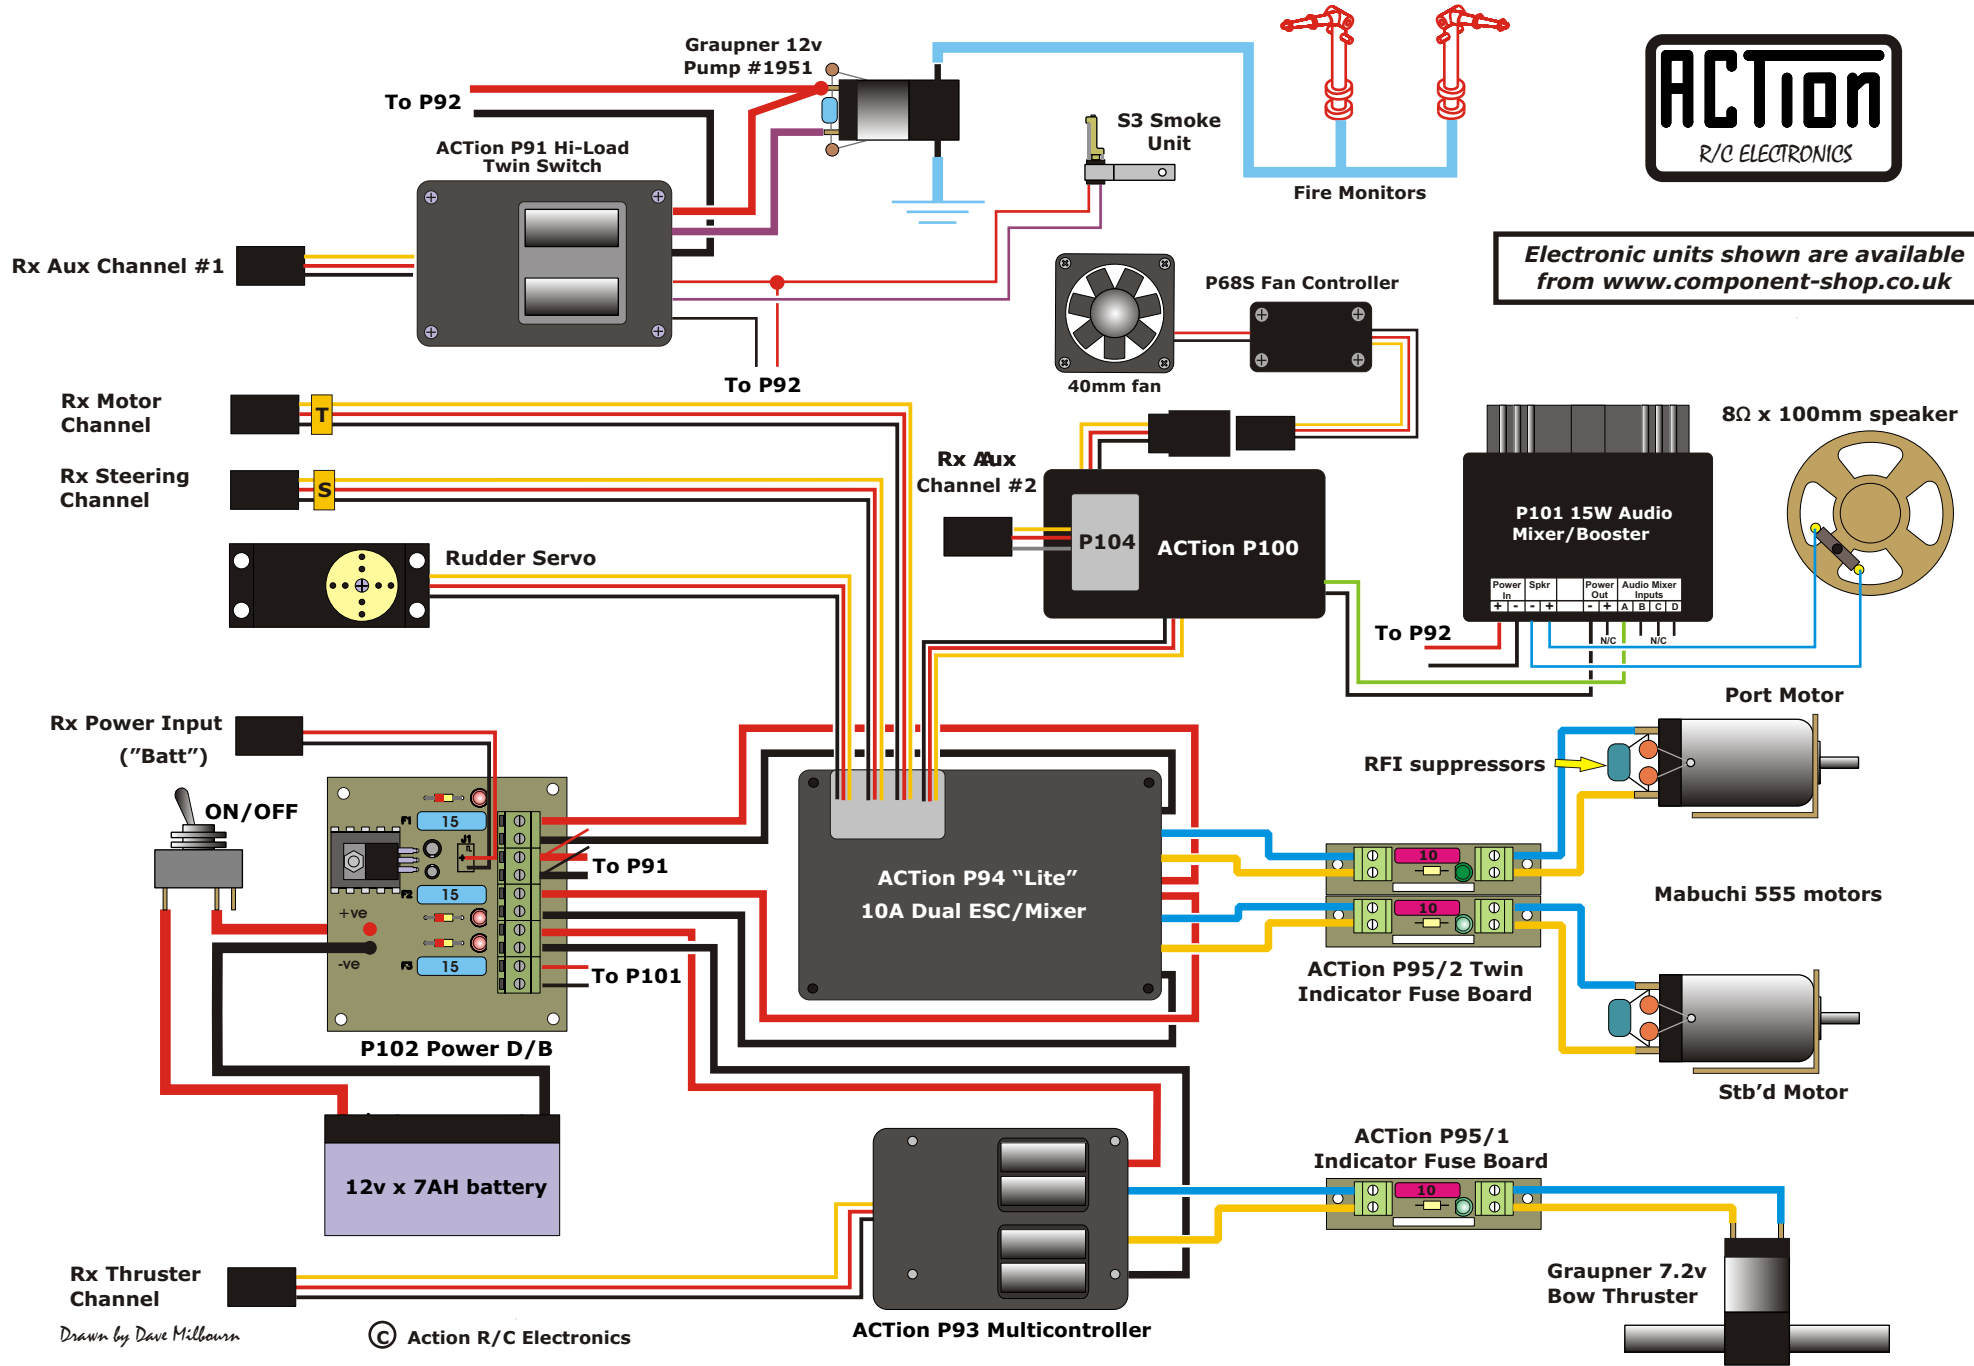 Graupner 12v
Pump #1951
To P92
ACTion P91 Hi-Load
Twin Switch
S3 Smoke
Unit
Fire Monitors
ACTion
R/C ELECTRONICS
Electronic units shown are available
from www.component-shop.co.uk
Rx Aux Channel #1
To P92
P68S Fan Controller
40mm fan
Rx Motor
Channel
T
Rx Steering
Channel
S
Rudder Servo
Rx Aux
Channel #2
P104
ACTion P100
8Ω x 100mm speaker
P101 15W Audio
Mixer/Booster
Power
In
Spkr
Power
Out
Audio Mixer
Inputs
+ - - + - + A B C D
N/C
N/C
To P92
Rx Power Input
("Batt")
ON/OFF
F1
15
J1
+
F2
15
+ve
-ve
F3
15
To P91
To P101
P102 Power D/B
12v x 7AH battery
ACTion P94 “Lite”
10A Dual ESC/Mixer
Port Motor
RFI suppressors
10
10
Mabuchi 555 motors
ACTion P95/2 Twin
Indicator Fuse Board
Stb’d Motor
ACTion P95/1
Indicator Fuse Board
10
Graupner 7.2v
Bow Thruster
Rx Thruster
Channel
ACTion P93 Multicontroller
Drawn by Dave Milbourn
© Action R/C Electronics